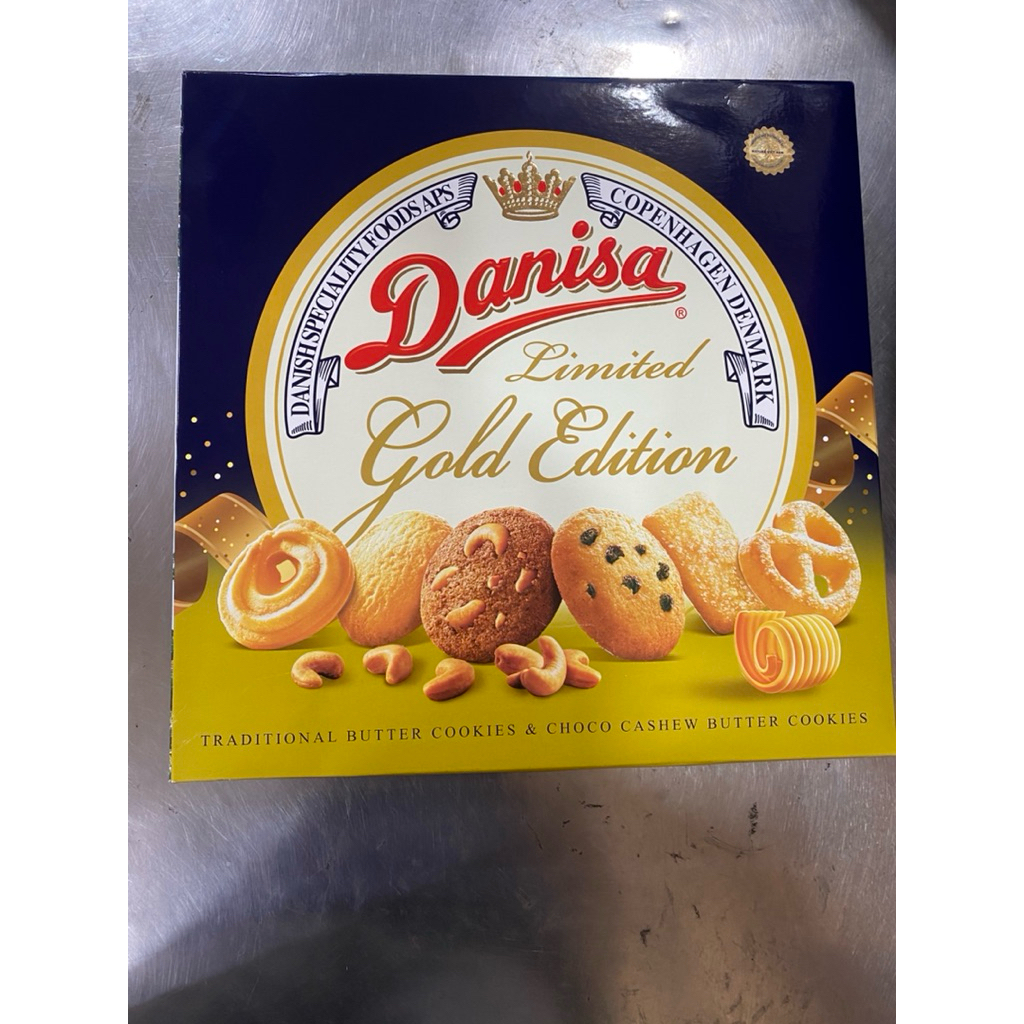 DANISH SPECIALITY FOODS APS
COPENHAGEN DENMARK
Danisa
®
Limited
Gold Edition
TRADITIONAL BUTTER COOKIES & CHOCO CASHEW BUTTER COOKIES